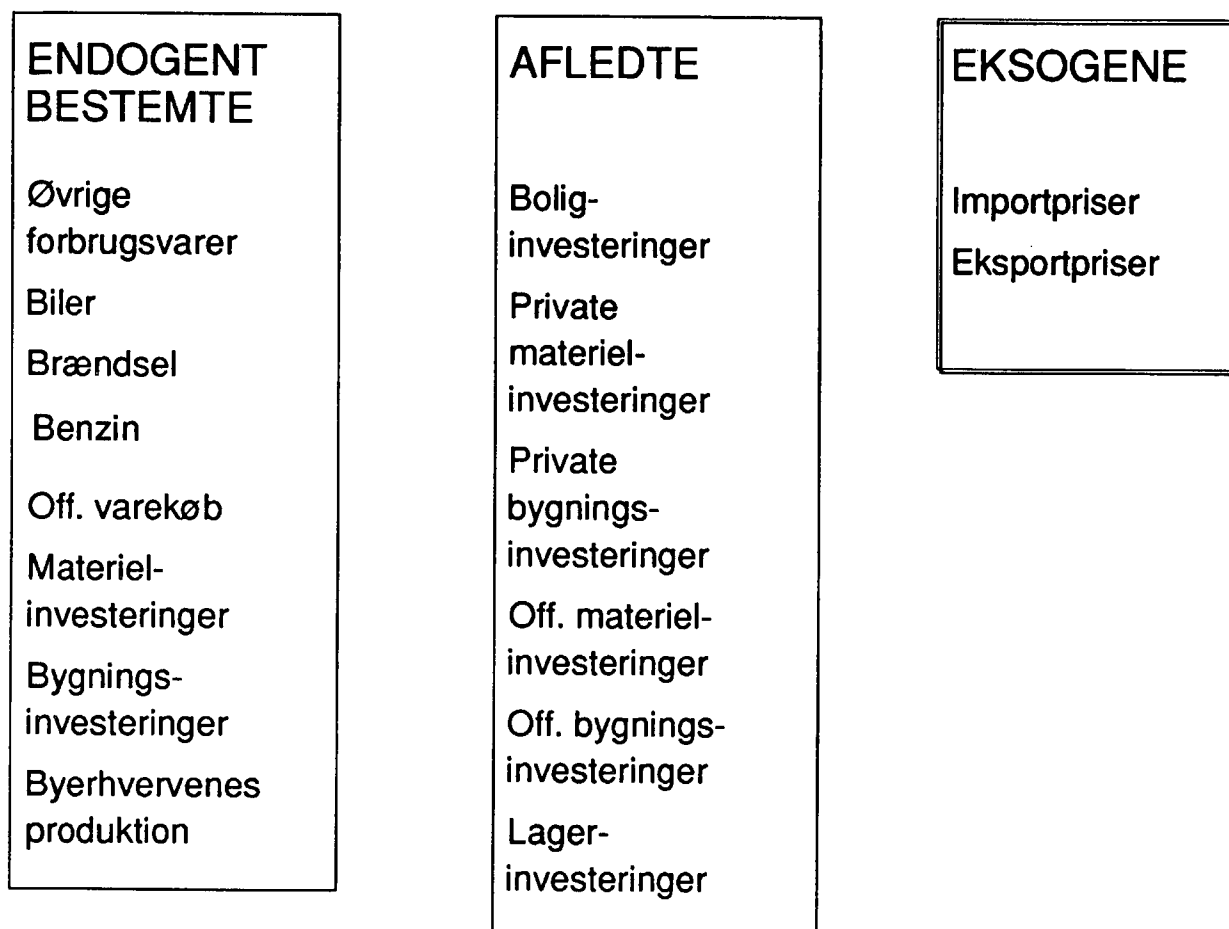 ENDOGENT
BESTEMTE
Øvrige
forbrugsvarer
Biler
Brændsel
Benzin
Off. varekøb
Materiel-
investeringer
Bygnings-
investeringer
Byerhvervenes
produktion
AFLEDTE
Bolig-
investeringer
Private
materiel-
investeringer
Private
bygnings-
investeringer
Off. materiel-
investeringer
Off. bygnings-
investeringer
Lager-
investeringer
EKSOGENE
Importpriser
Eksportpriser